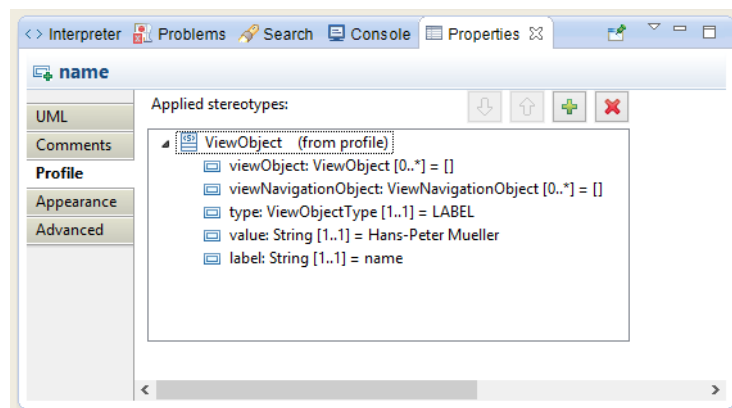 Interpreter Problems Search Console Properties
name
Applied stereotypes:
UML
Comments
Profile
Appearance
Advanced
ViewObject (from profile)
viewObject: ViewObject [0..*] = []
viewNavigationObject: ViewNavigationObject [0..*] = []
type: ViewObjectType [1..1] = LABEL
value: String [1..1] = Hans-Peter Mueller
label: String [1..1] = name